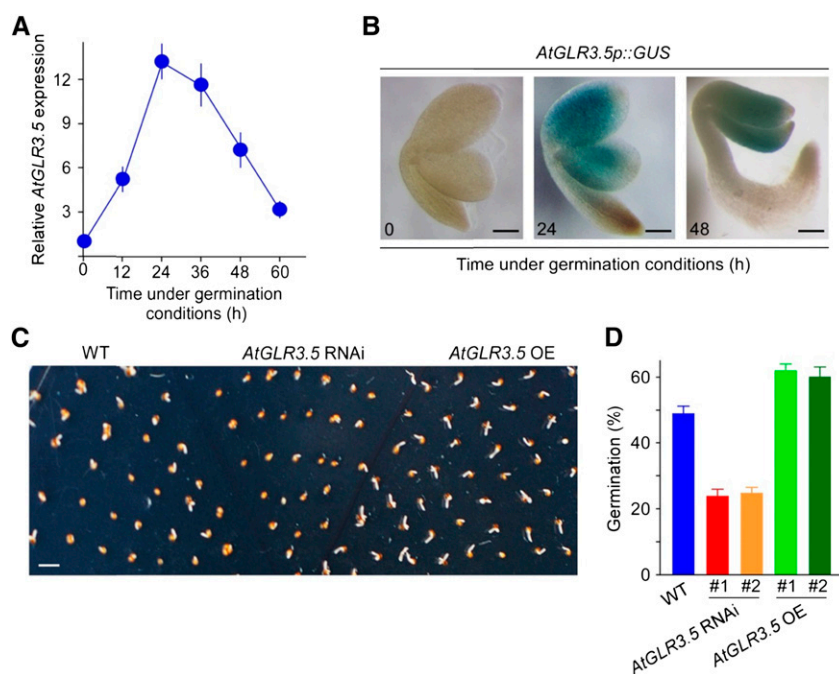 A
Relative AtGLR3.5 expression
12
9
6
3
0
12
24
36
48
60
Time under germination
conditions (h)
B
AtGLR3.5p::GUS
0
24
48
Time under germination conditions (h)
C
WT
AtGLR3.5 RNAi
AtGLR3.5 OE
D
Germination (%)
60
40
20
0
WT
#1
#2
#1
#2
AtGLR3.5 RNAi
AtGLR3.5 OE